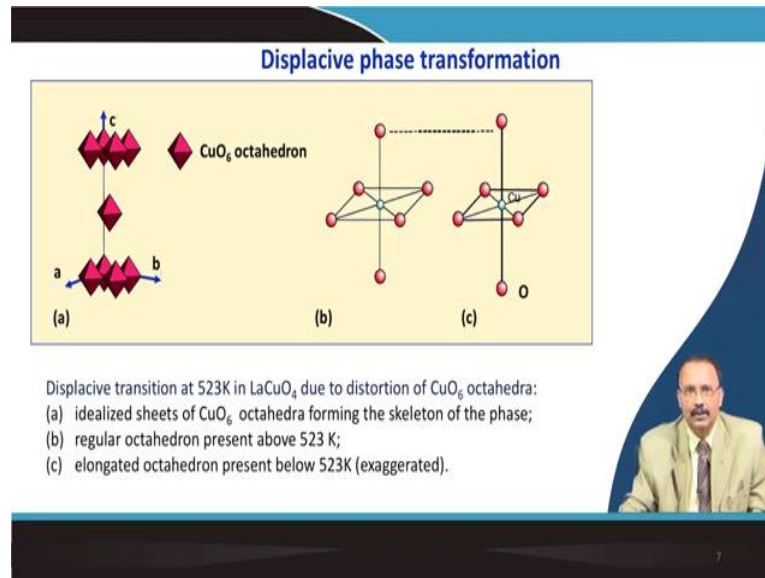 Displacive phase transformation
c
CuO₆ octahedron
Cu
a
b
O
(a)
(b)
(c)
Displacive transition at 523K in LaCuO₄ due to distortion of CuO₆ octahedra:
(a) idealized sheets of CuO₆ octahedra forming the skeleton of the phase;
(b) regular octahedron present above 523 K;
(c) elongated octahedron present below 523K (exaggerated).
7